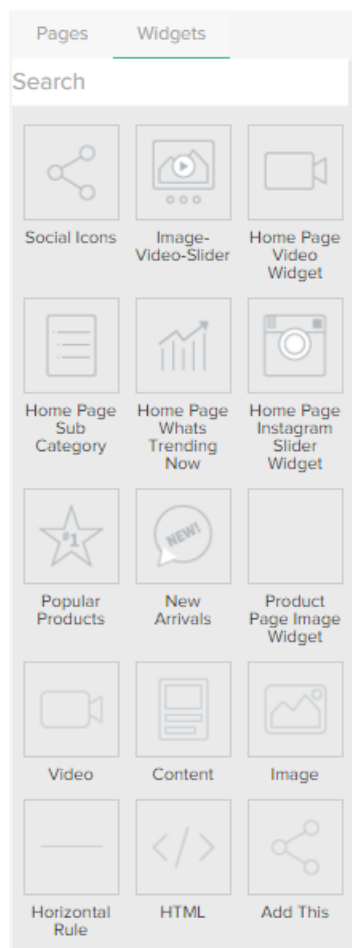 Pages Widgets
Search
Social Icons
Image-
Video-Slider
Home Page
Video
Widget
Home Page
Sub
Category
Home Page
Whats
Trending
Now
Home Page
Instagram
Slider
Widget
#1
Popular
Products
NEW!
New
Arrivals
Product
Page Image
Widget
Video
Content
Image
Horizontal
Rule
</>
HTML
Add This